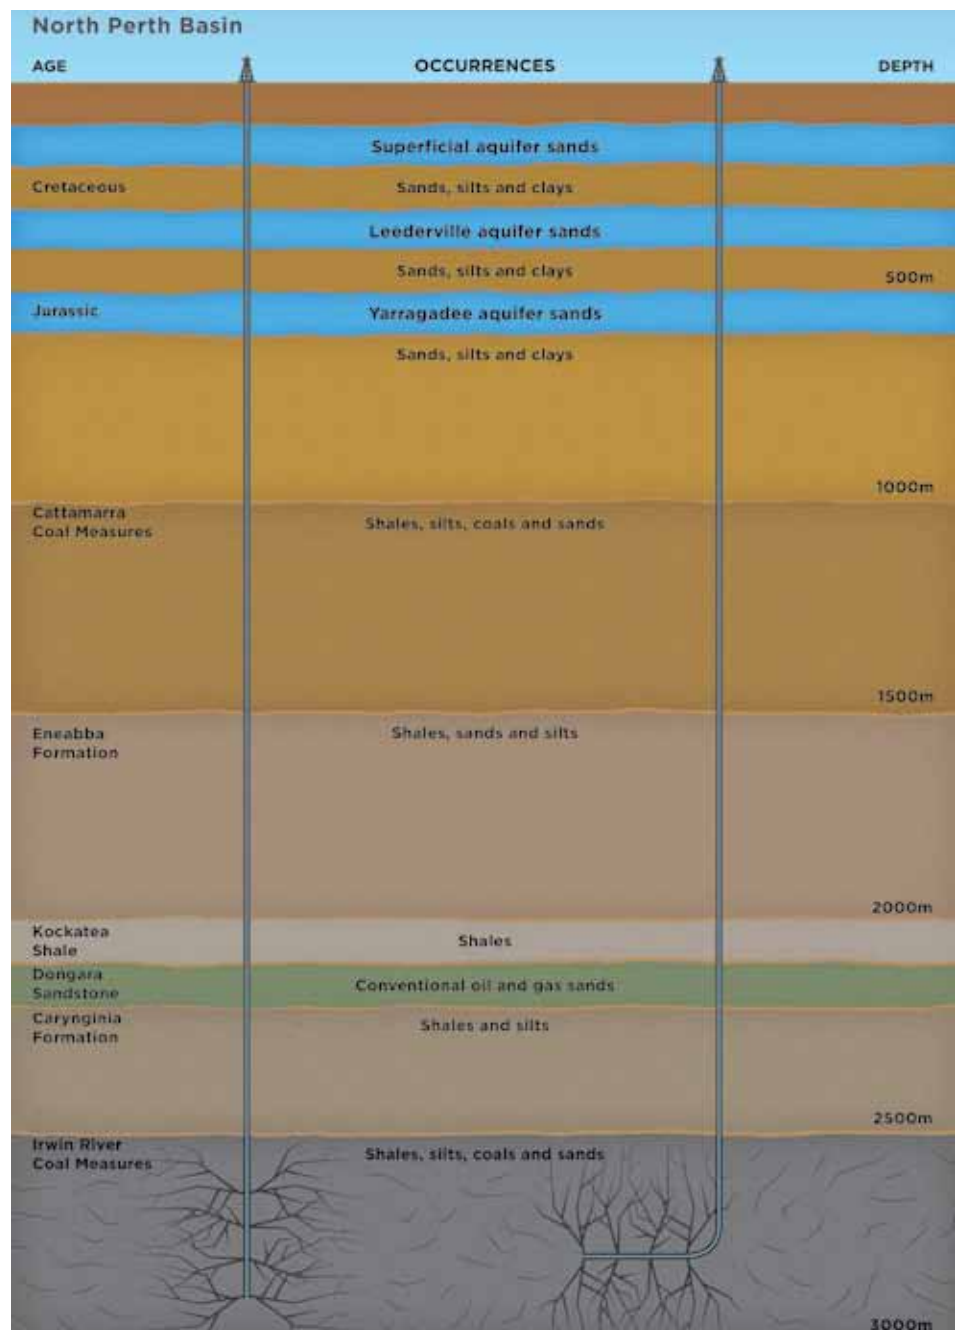 North Perth Basin
AGE OCCURRENCES DEPTH
Superficial aquifer sands
Cretaceous Sands, silts and clays
Leederville aquifer sands
Sands, silts and clays 500m
Jurassic Yarragadee aquifer sands
Sands, silts and clays
1000m
Cattamarra
Coal Measures
Shales, silts, coals and sands
1500m
Eneabba
Formation
Shales, sands and silts
2000m
Kockatea
Shale
Shales
Dongara
Sandstone
Conventional oil and gas sands
Carynginia
Formation
Shales and silts
2500m
Irwin River
Coal Measures
Shales, silts, coals and sands
3000m